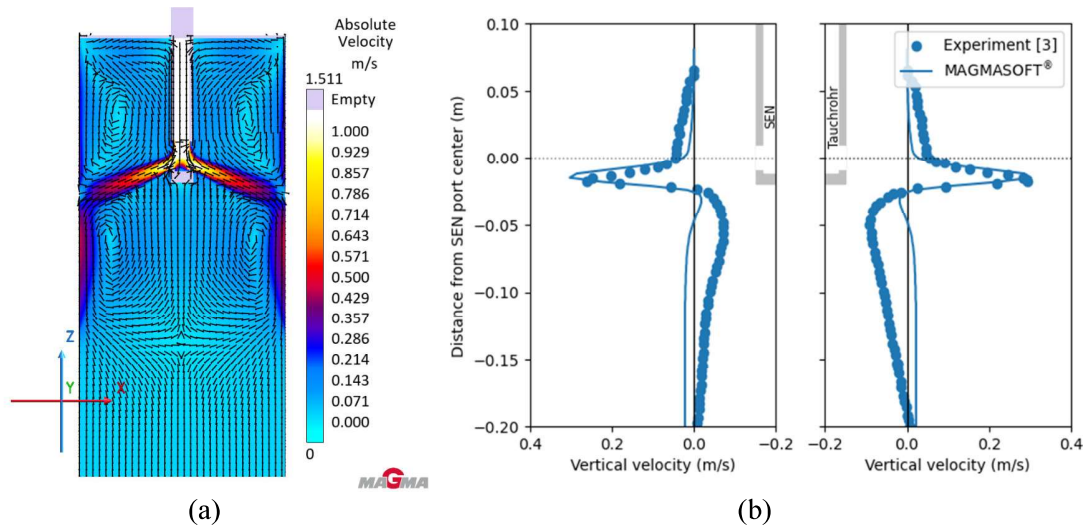 Absolute
Velocity
m/s
1.511
Empty
1.000
0.929
0.857
0.786
0.714
0.643
0.571
0.500
0.429
0.357
0.286
0.214
0.143
0.071
0.000
0
Z
Y
X
MAGMA
(a)
Distance from SEN port center (m)
0.10
0.05
0.00
−0.05
−0.10
−0.15
−0.20
SEN
0.4 0.2 0.0 −0.2
Vertical velocity (m/s)
Tauchrohr
Experiment [3]
MAGMASOFT®
−0.2 0.0 0.2 0.4
Vertical velocity (m/s)
(b)